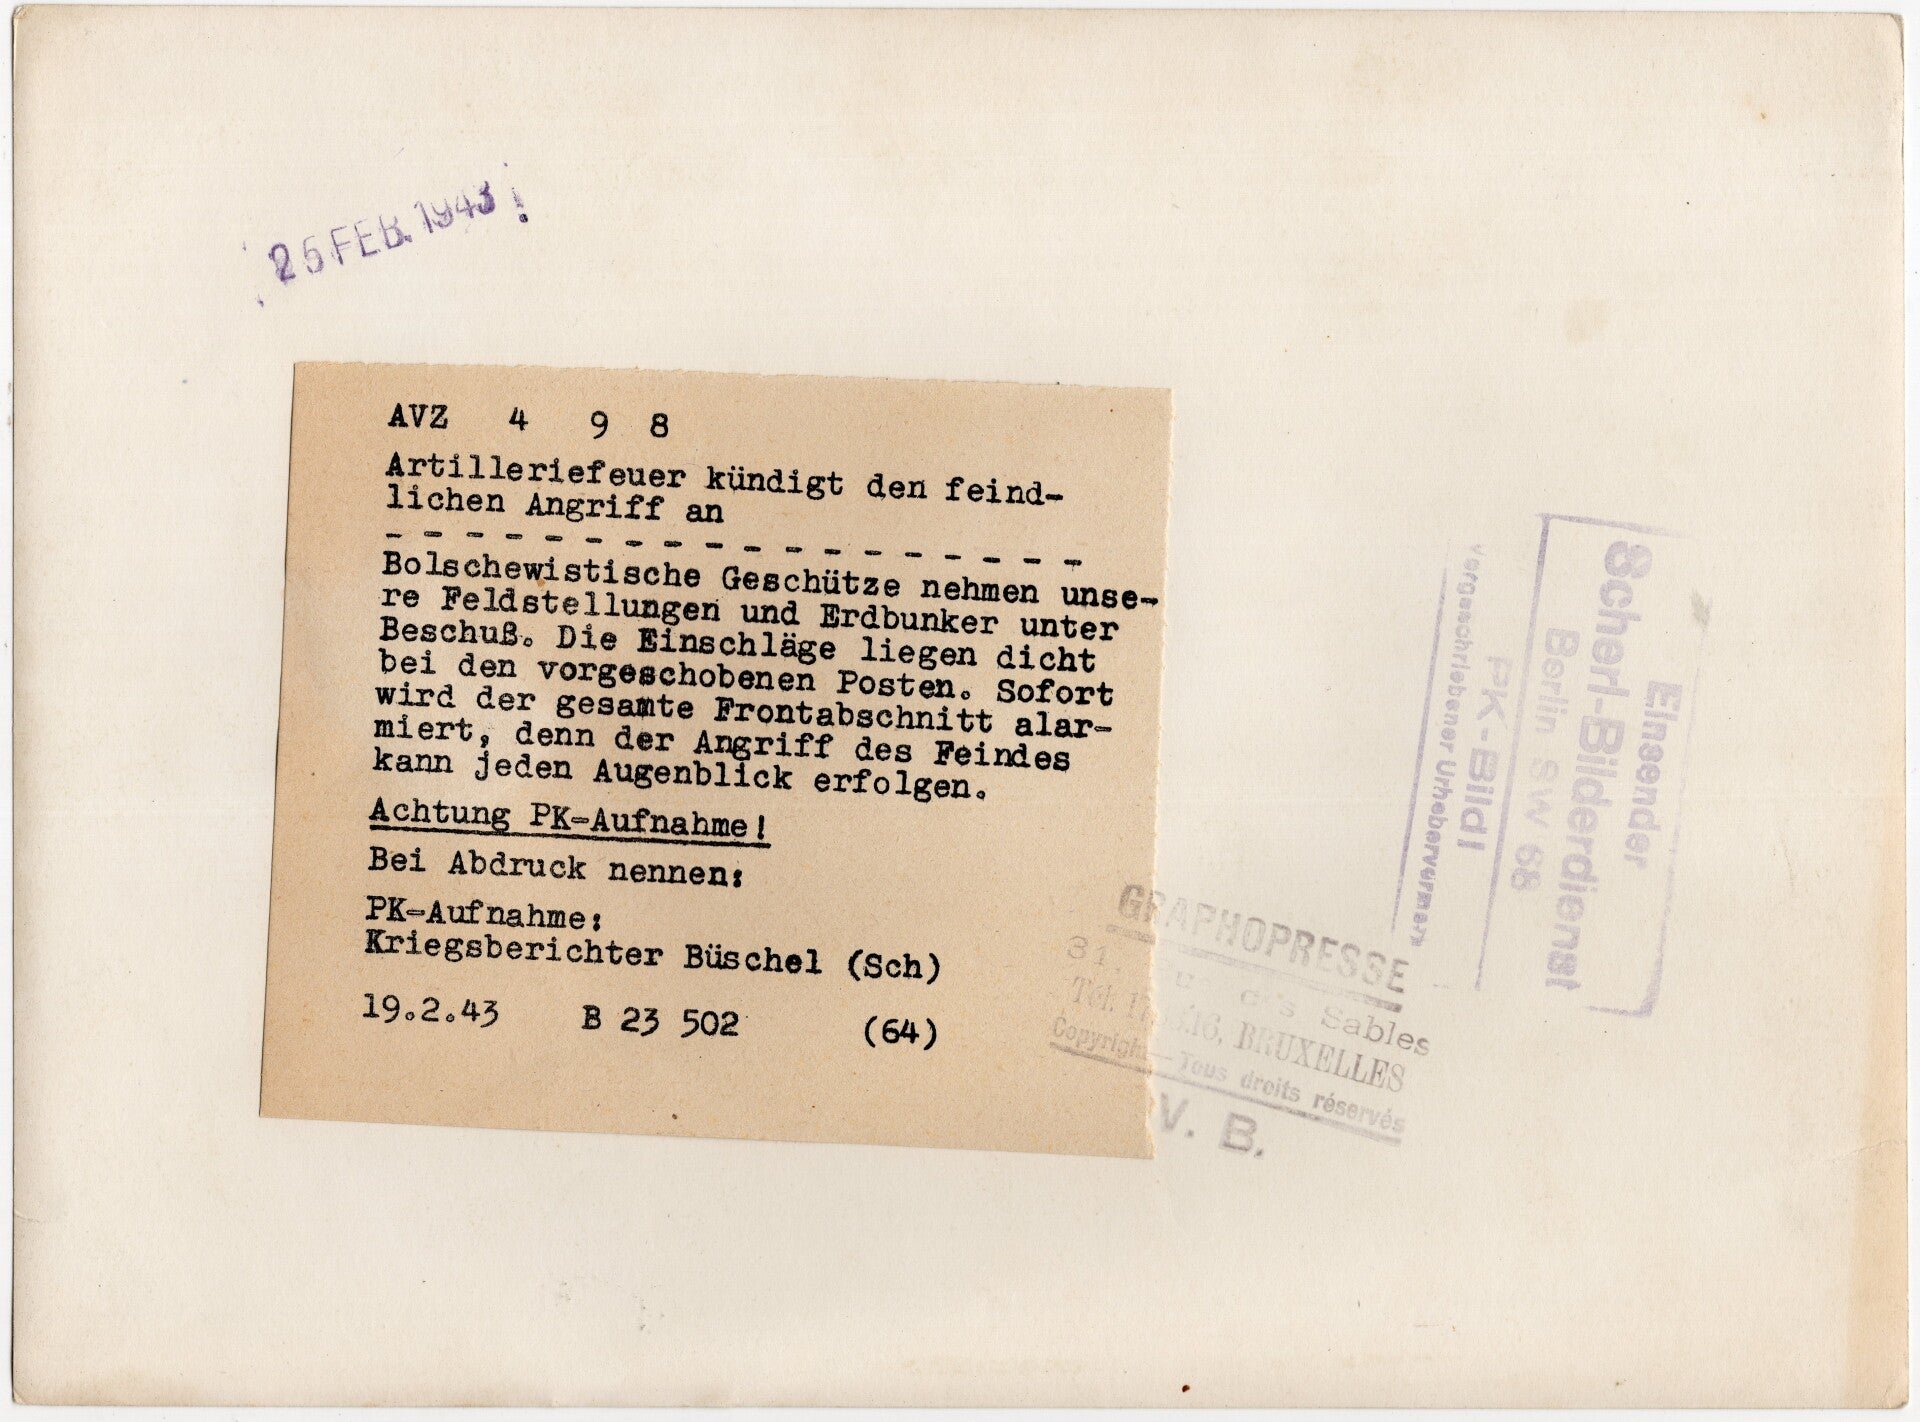 25 FEB. 1943
AVZ 4 9 8
Artilleriefeuer kündigt den feind-
lichen Angriff an
- - - - - - - - - - - - - - - - - -
Bolschewistische Geschütze nehmen unse-
re Feldstellungen und Erdbunker unter
Beschuß. Die Einschläge liegen dicht
bei den vorgeschobenen Posten. Sofort
wird der gesamte Frontabschnitt alar-
miert, denn der Angriff des Feindes
kann jeden Augenblick erfolgen.
Achtung PK-Aufnahme!
Bei Abdruck nennen:
PK-Aufnahme:
Kriegsberichter Büschel (Sch)
19.2.43 B 23 502 (64)
GRAPHOPRESSE
31, Sables
Tél. BRUXELLES
Copyright — Tous droits réservés
V. B.
Einsender
Scherl-Bilderdienst
Berlin SW 68
PK-Bild!
vorgeschriebener Urhebervermerk